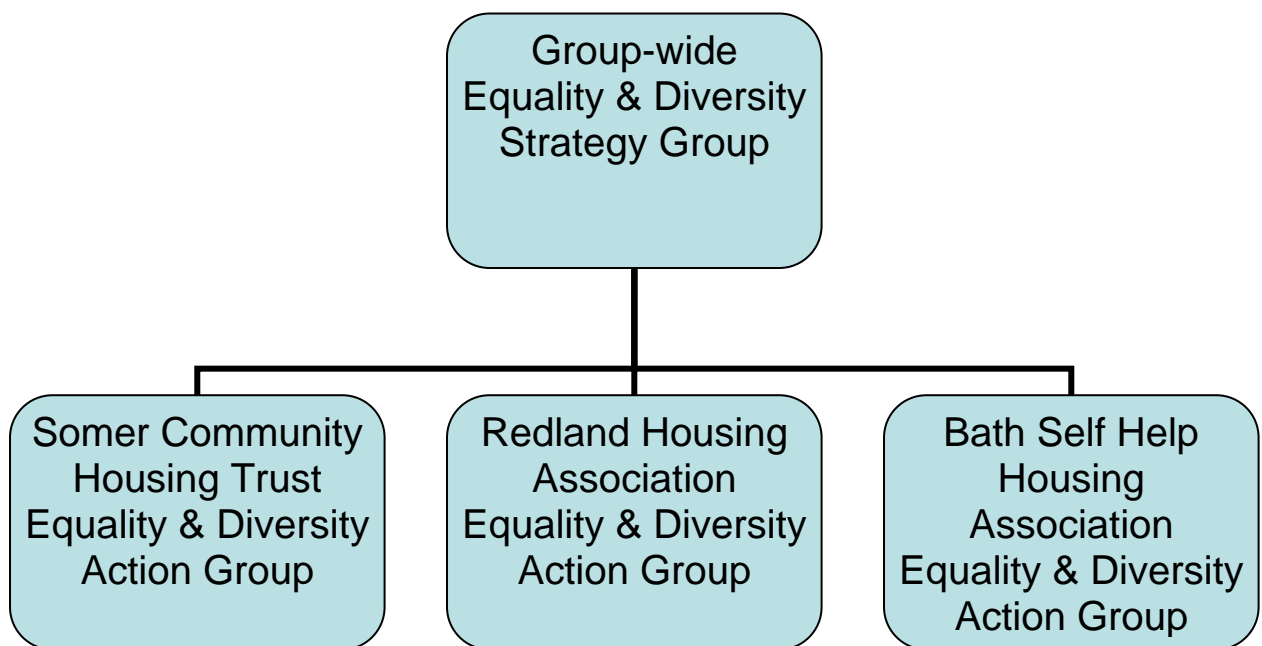 Group-wide
Equality & Diversity
Strategy Group
Somer Community
Housing Trust
Equality & Diversity
Action Group
Redland Housing
Association
Equality & Diversity
Action Group
Bath Self Help
Housing
Association
Equality & Diversity
Action Group